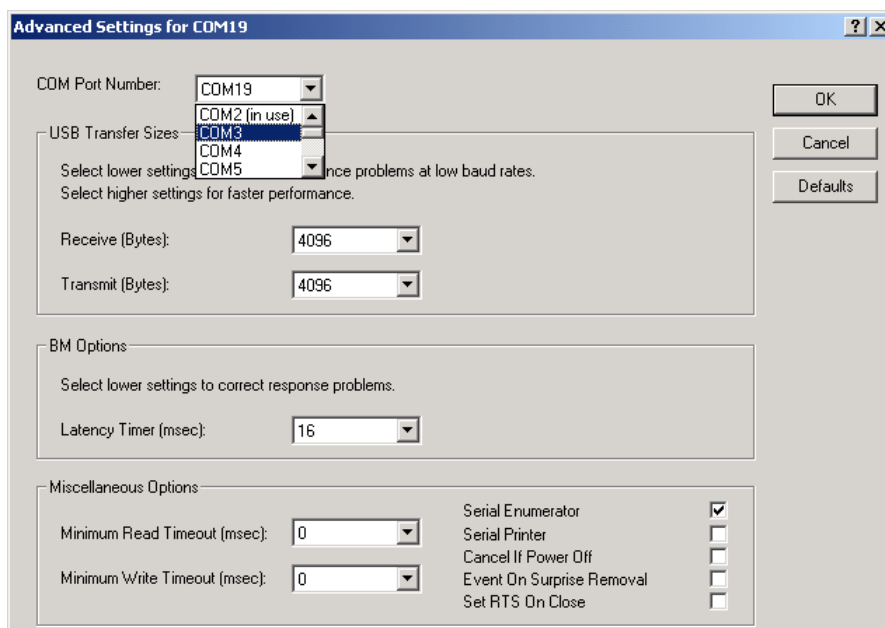 Advanced Settings for COM19
COM Port Number:
COM19
COM2 (in use)
COM3
COM4
COM5
OK
Cancel
Defaults
USB Transfer Sizes
Select lower settings nce problems at low baud rates.
Select higher settings for faster performance.
Receive (Bytes): 4096
Transmit (Bytes): 4096
BM Options
Select lower settings to correct response problems.
Latency Timer (msec): 16
Miscellaneous Options
Minimum Read Timeout (msec): 0
Minimum Write Timeout (msec): 0
Serial Enumerator
Serial Printer
Cancel If Power Off
Event On Surprise Removal
Set RTS On Close